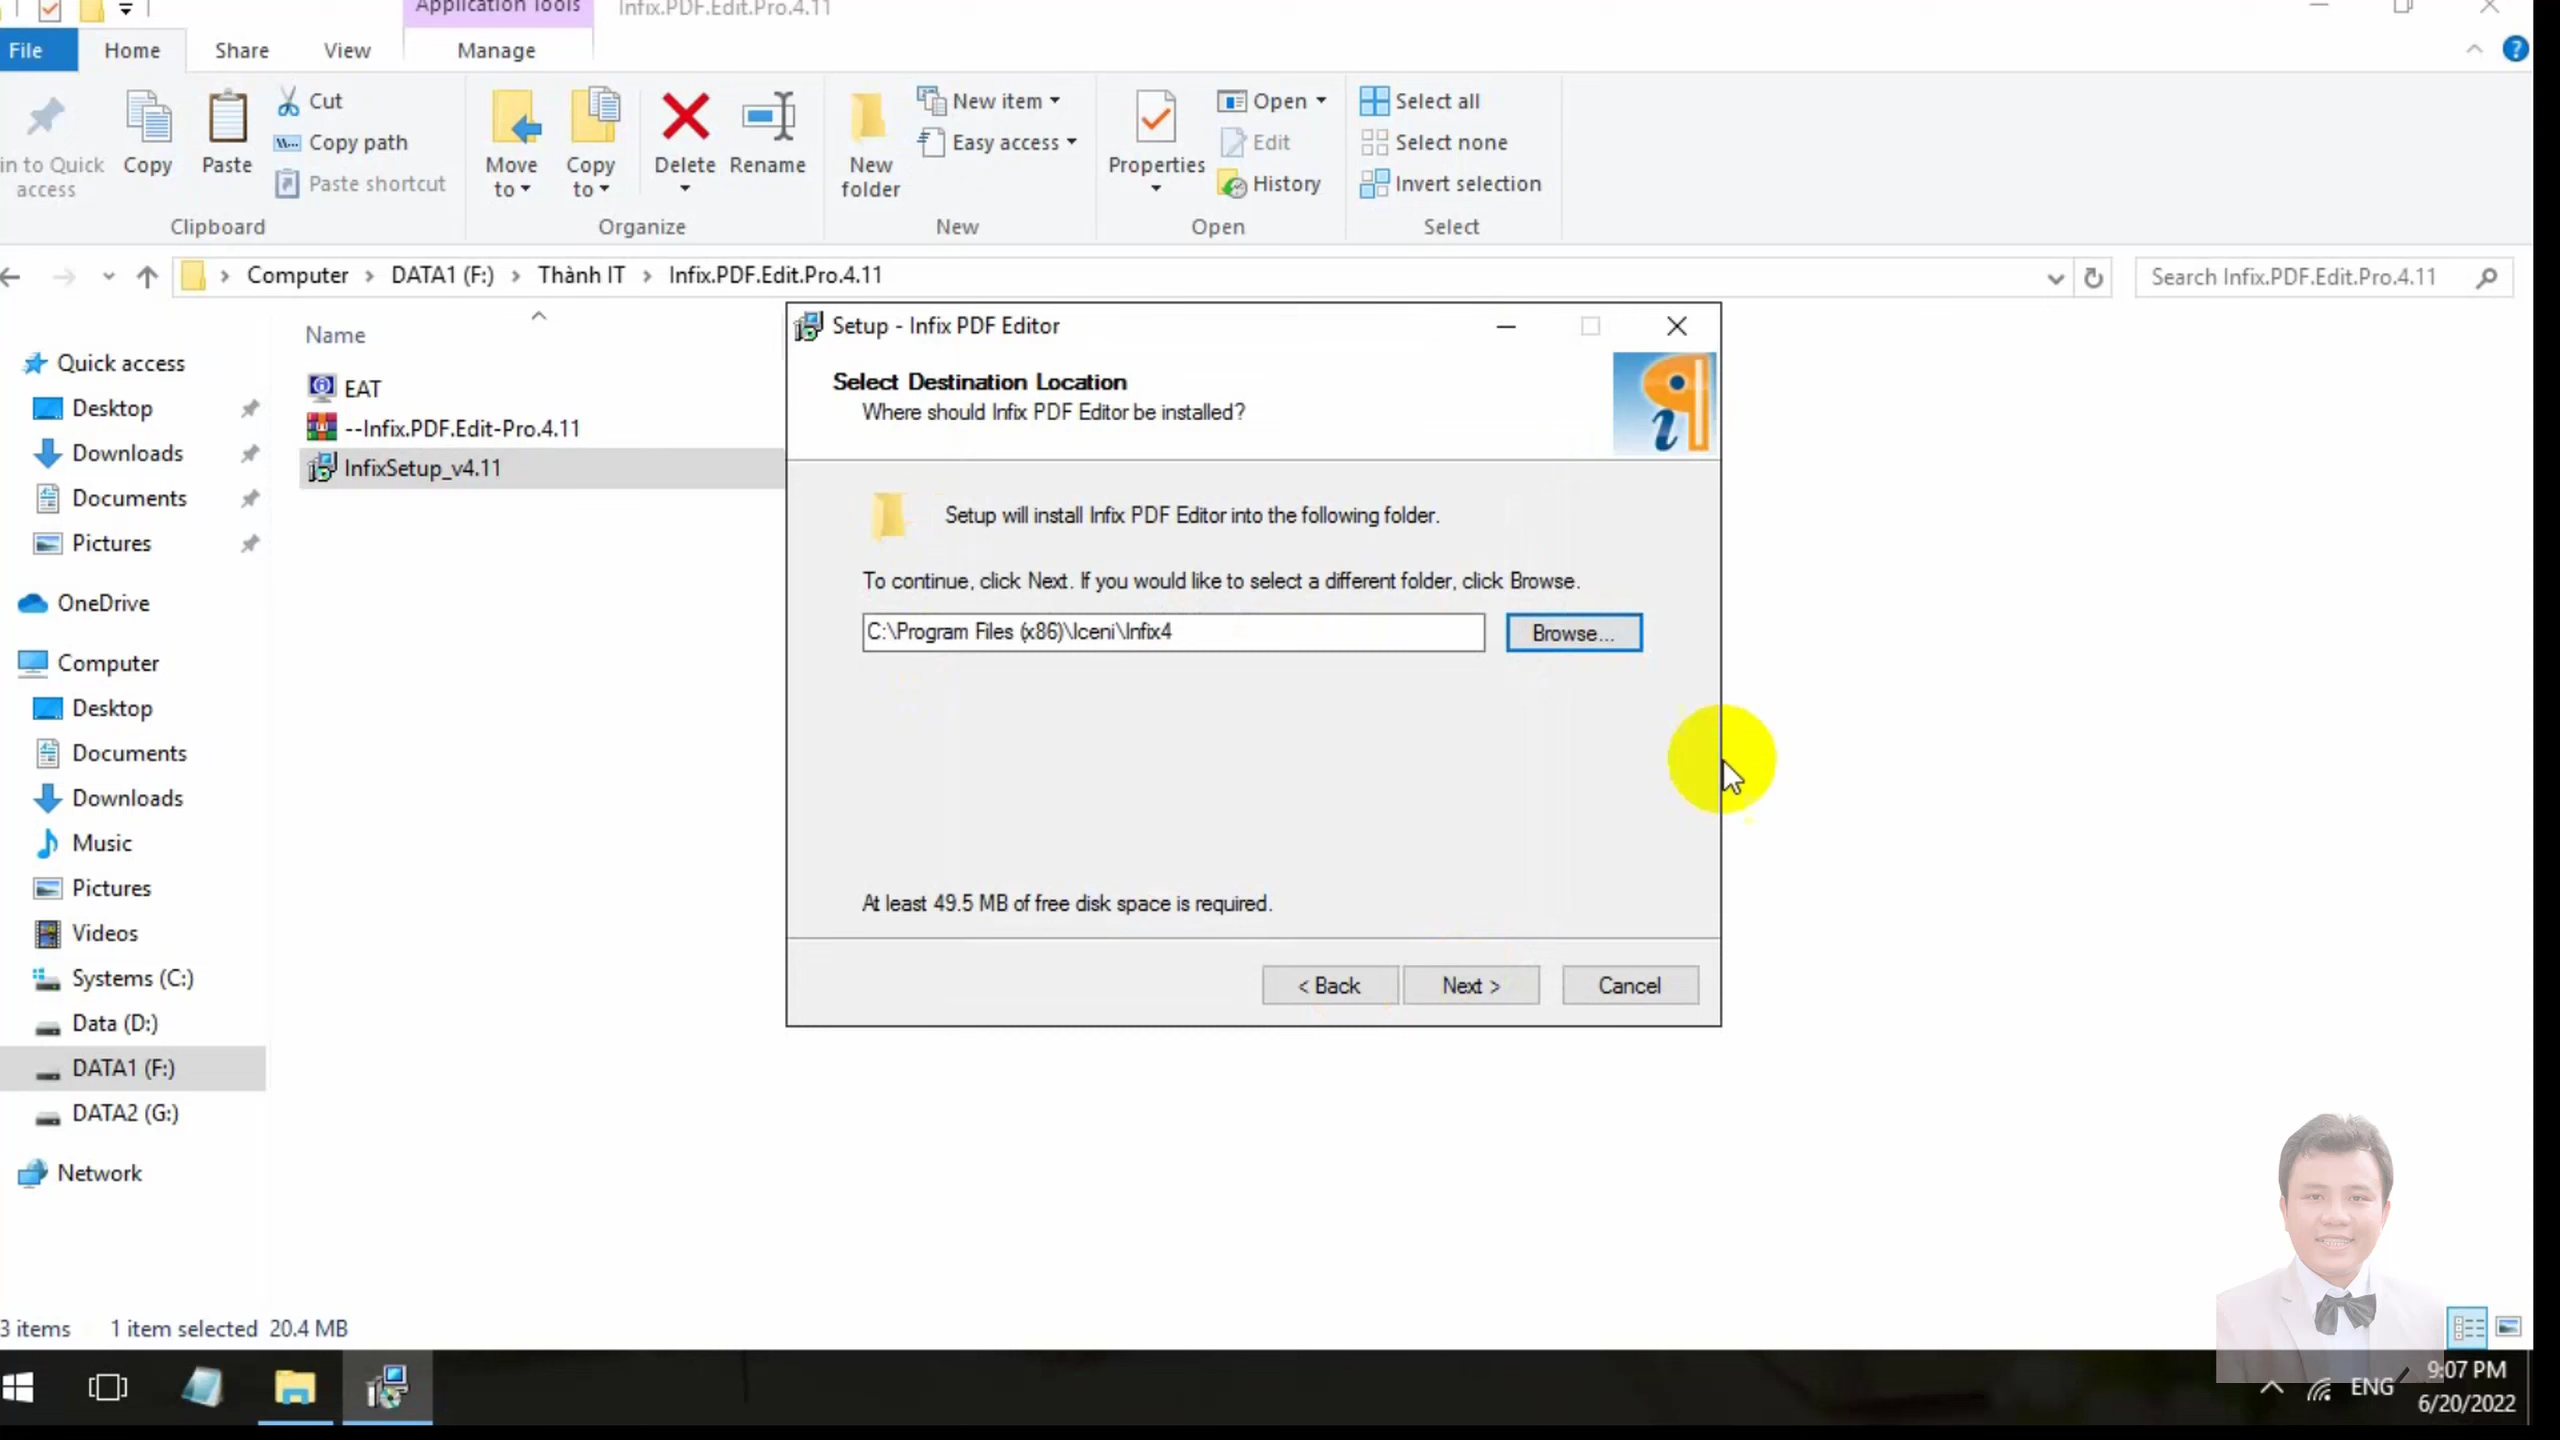 Application Tools
Infix.PDF.Edit.Pro.4.11
File
Home
Share
View
Manage
in to Quick
access
Copy
Paste
Cut
Copy path
Paste shortcut
Clipboard
Move
to
Copy
to
Delete
Rename
Organize
New
folder
New item
Easy access
New
Properties
Open
Edit
History
Open
Select all
Select none
Invert selection
Select
Computer
DATA1 (F:)
Thành IT
Infix.PDF.Edit.Pro.4.11
Search Infix.PDF.Edit.Pro.4.11
Name
EAT
--Infix.PDF.Edit-Pro.4.11
InfixSetup_v4.11
Quick access
Desktop
Downloads
Documents
Pictures
OneDrive
Computer
Desktop
Documents
Downloads
Music
Pictures
Videos
Systems (C:)
Data (D:)
DATA1 (F:)
DATA2 (G:)
Network
Setup - Infix PDF Editor
Select Destination Location
Where should Infix PDF Editor be installed?
Setup will install Infix PDF Editor into the following folder.
To continue, click Next. If you would like to select a different folder, click Browse.
C:\Program Files (x86)\Iceni\Infix4
Browse...
At least 49.5 MB of free disk space is required.
< Back
Next >
Cancel
3 items
1 item selected 20.4 MB
ENG
9:07 PM
6/20/2022